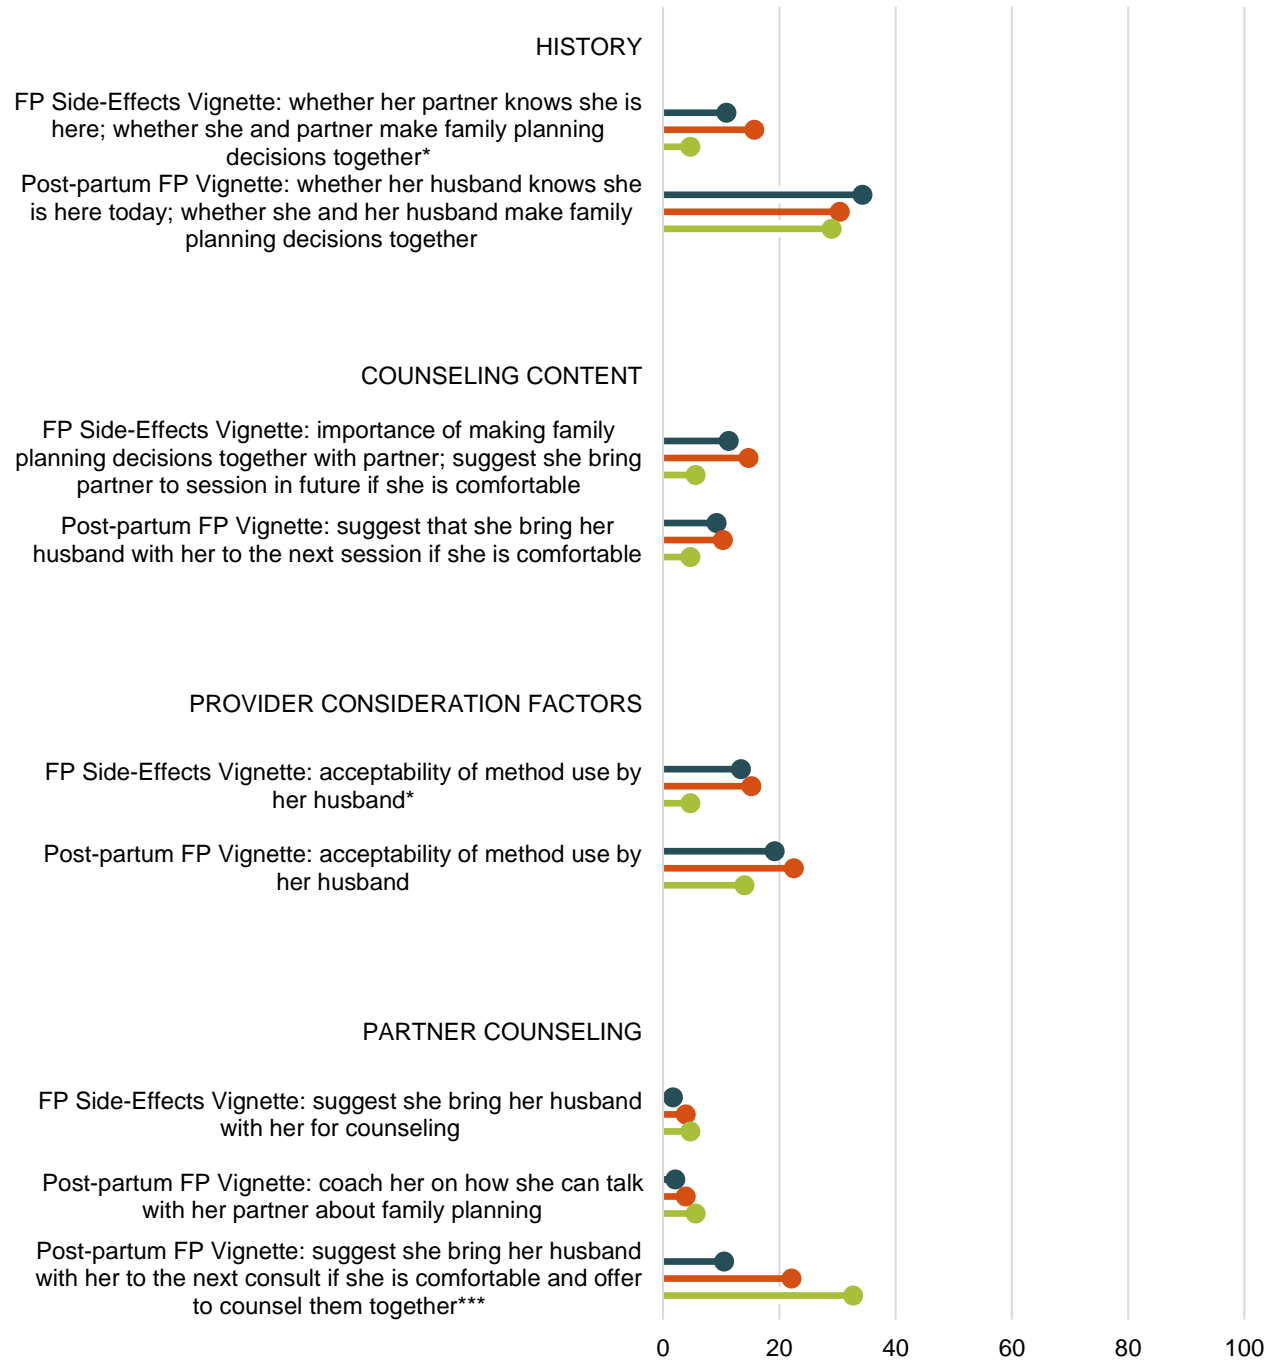 HISTORY
FP Side-Effects Vignette: whether her partner knows she is
here; whether she and partner make family planning
decisions together*
Post-partum FP Vignette: whether her husband knows she
is here today; whether she and her husband make family
planning decisions together
COUNSELING CONTENT
FP Side-Effects Vignette: importance of making family
planning decisions together with partner; suggest she bring
partner to session in future if she is comfortable
Post-partum FP Vignette: suggest that she bring her
husband with her to the next session if she is comfortable
PROVIDER CONSIDERATION FACTORS
FP Side-Effects Vignette: acceptability of method use by
her husband*
Post-partum FP Vignette: acceptability of method use by
her husband
PARTNER COUNSELING
FP Side-Effects Vignette: suggest she bring her husband
with her for counseling
Post-partum FP Vignette: coach her on how she can talk
with her partner about family planning
Post-partum FP Vignette: suggest she bring her husband
with her to the next consult if she is comfortable and offer
to counsel them together***
0 20 40 60 80 100